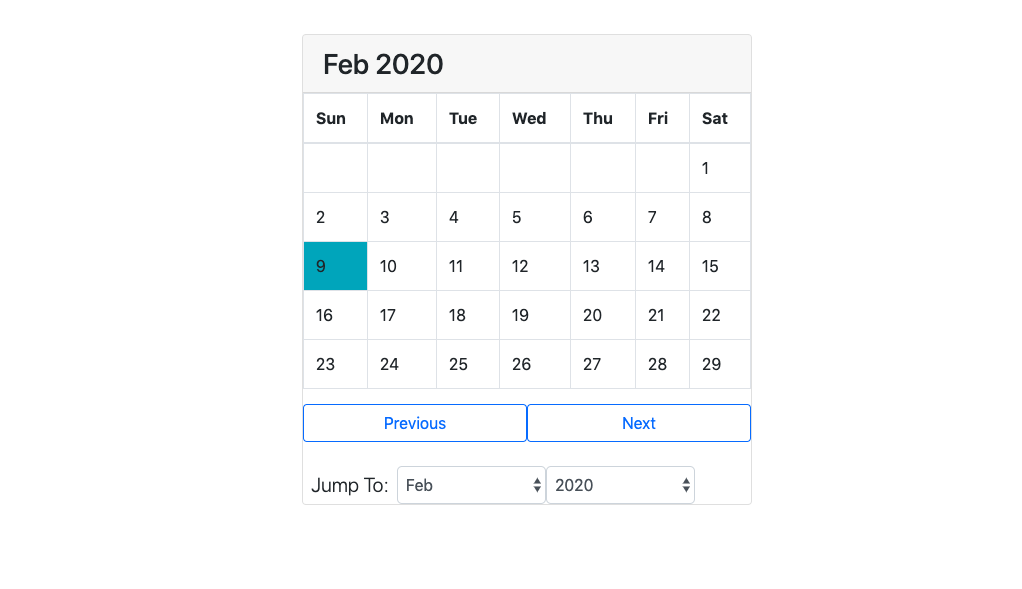 Feb 2020
Sun Mon Tue Wed Thu Fri Sat
1
2 3 4 5 6 7 8
9 10 11 12 13 14 15
16 17 18 19 20 21 22
23 24 25 26 27 28 29
Previous Next
Jump To: Feb 2020